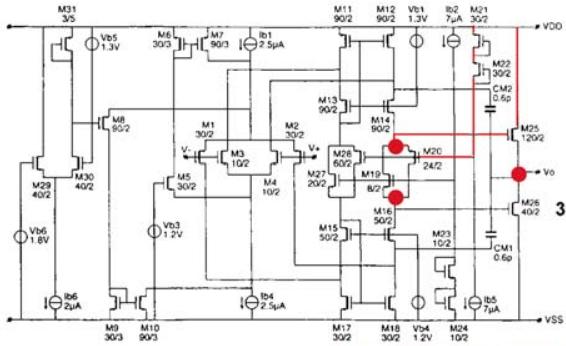 M31
3/5
Vb5
1.3V
M6
30/3
M7
90/3
Ib1
2.5µA
M11
90/2
M12
90/2
Vb1
1.3V
Ib2
7µA
M21
30/2
VDD
M22
30/2
CM2
0.6p
M13
90/2
M14
90/2
M8
90/2
M1
30/2
M2
30/2
M25
120/2
V-
M3
10/2
V+
M28
60/2
M20
24/2
M29
40/2
M30
40/2
M5
30/2
M4
10/2
M27
20/2
M19
8/2
Vo
M26
40/2
3
Vb6
1.8V
Vb3
1.2V
M15
50/2
M16
50/2
M23
10/2
CM1
0.6p
Ib6
2µA
Ib4
2.5µA
Ib5
7µA
VSS
M9
30/3
M10
90/3
M17
30/2
M18
30/2
Vb4
1.2V
M24
10/2